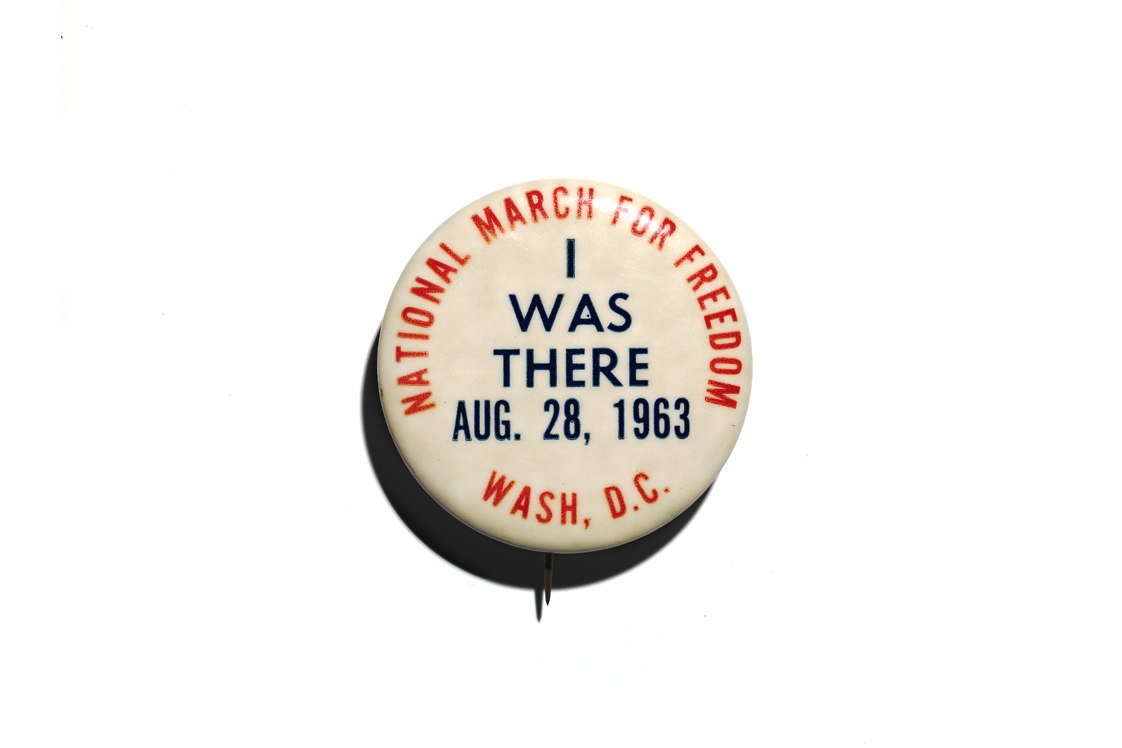 NATIONAL MARCH FOR FREEDOM
I
WAS
THERE
AUG. 28, 1963
WASH, D.C.